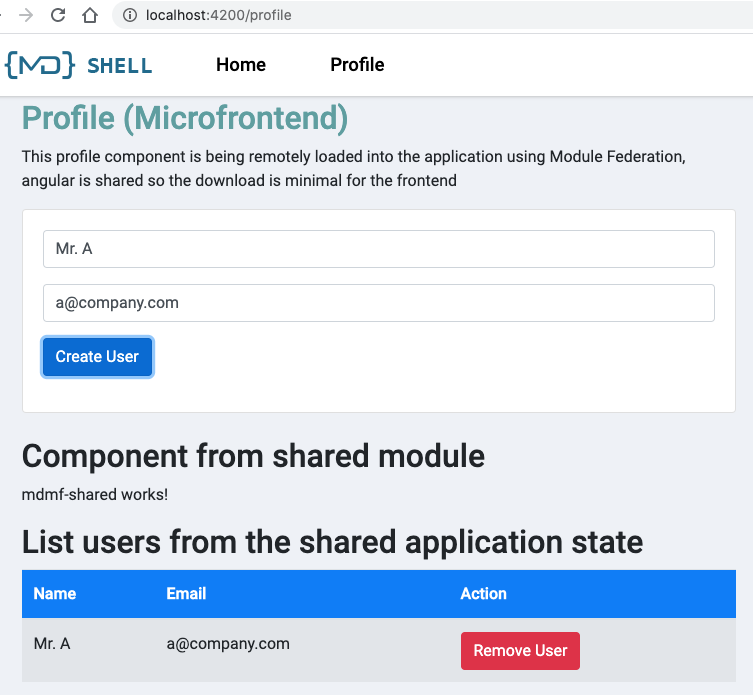 localhost:4200/profile
{MD} SHELL Home Profile
Profile (Microfrontend)
This profile component is being remotely loaded into the application using Module Federation,
angular is shared so the download is minimal for the frontend
Mr. A
a@company.com
Create User
Component from shared module
mdmf-shared works!
List users from the shared application state
Name Email Action
Mr. A a@company.com Remove User